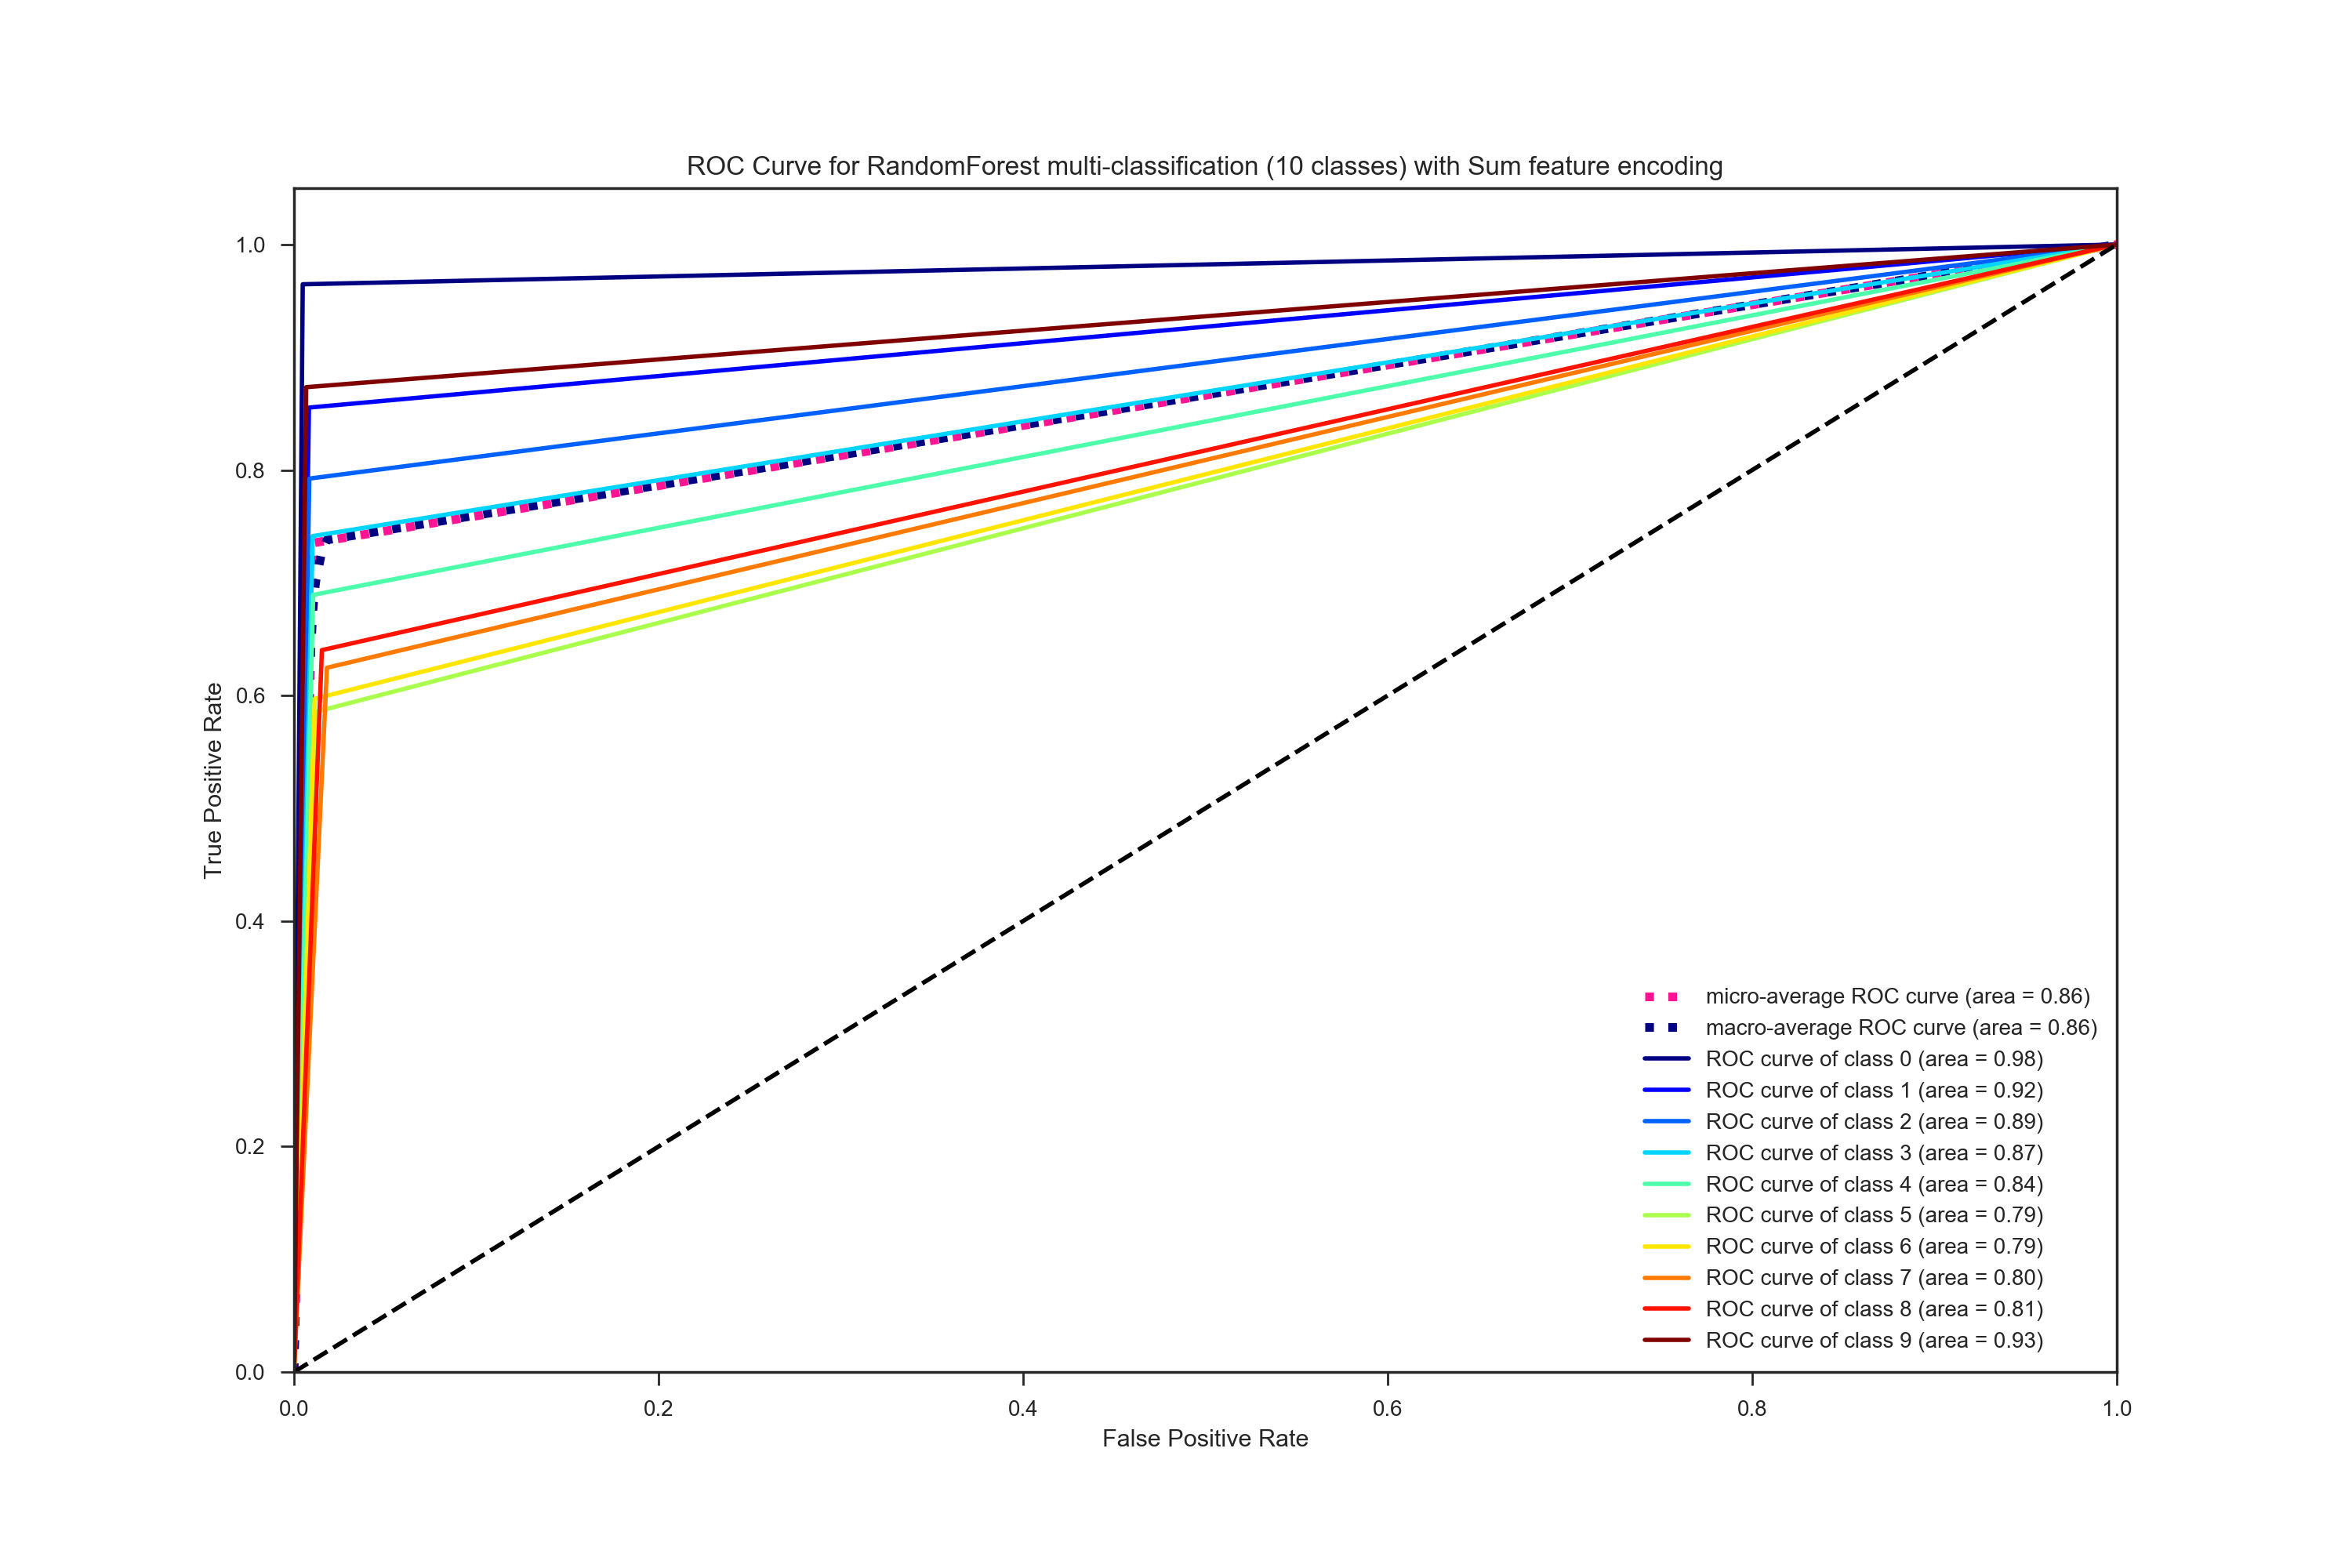 ROC Curve for RandomForest multi-classification (10 classes) with Sum feature encoding
1.0
0.8
0.6
0.4
0.2
0.0
True Positive Rate
micro-average ROC curve (area = 0.86)
macro-average ROC curve (area = 0.86)
ROC curve of class 0 (area = 0.98)
ROC curve of class 1 (area = 0.92)
ROC curve of class 2 (area = 0.89)
ROC curve of class 3 (area = 0.87)
ROC curve of class 4 (area = 0.84)
ROC curve of class 5 (area = 0.79)
ROC curve of class 6 (area = 0.79)
ROC curve of class 7 (area = 0.80)
ROC curve of class 8 (area = 0.81)
ROC curve of class 9 (area = 0.93)
0.0 0.2 0.4 0.6 0.8 1.0
False Positive Rate